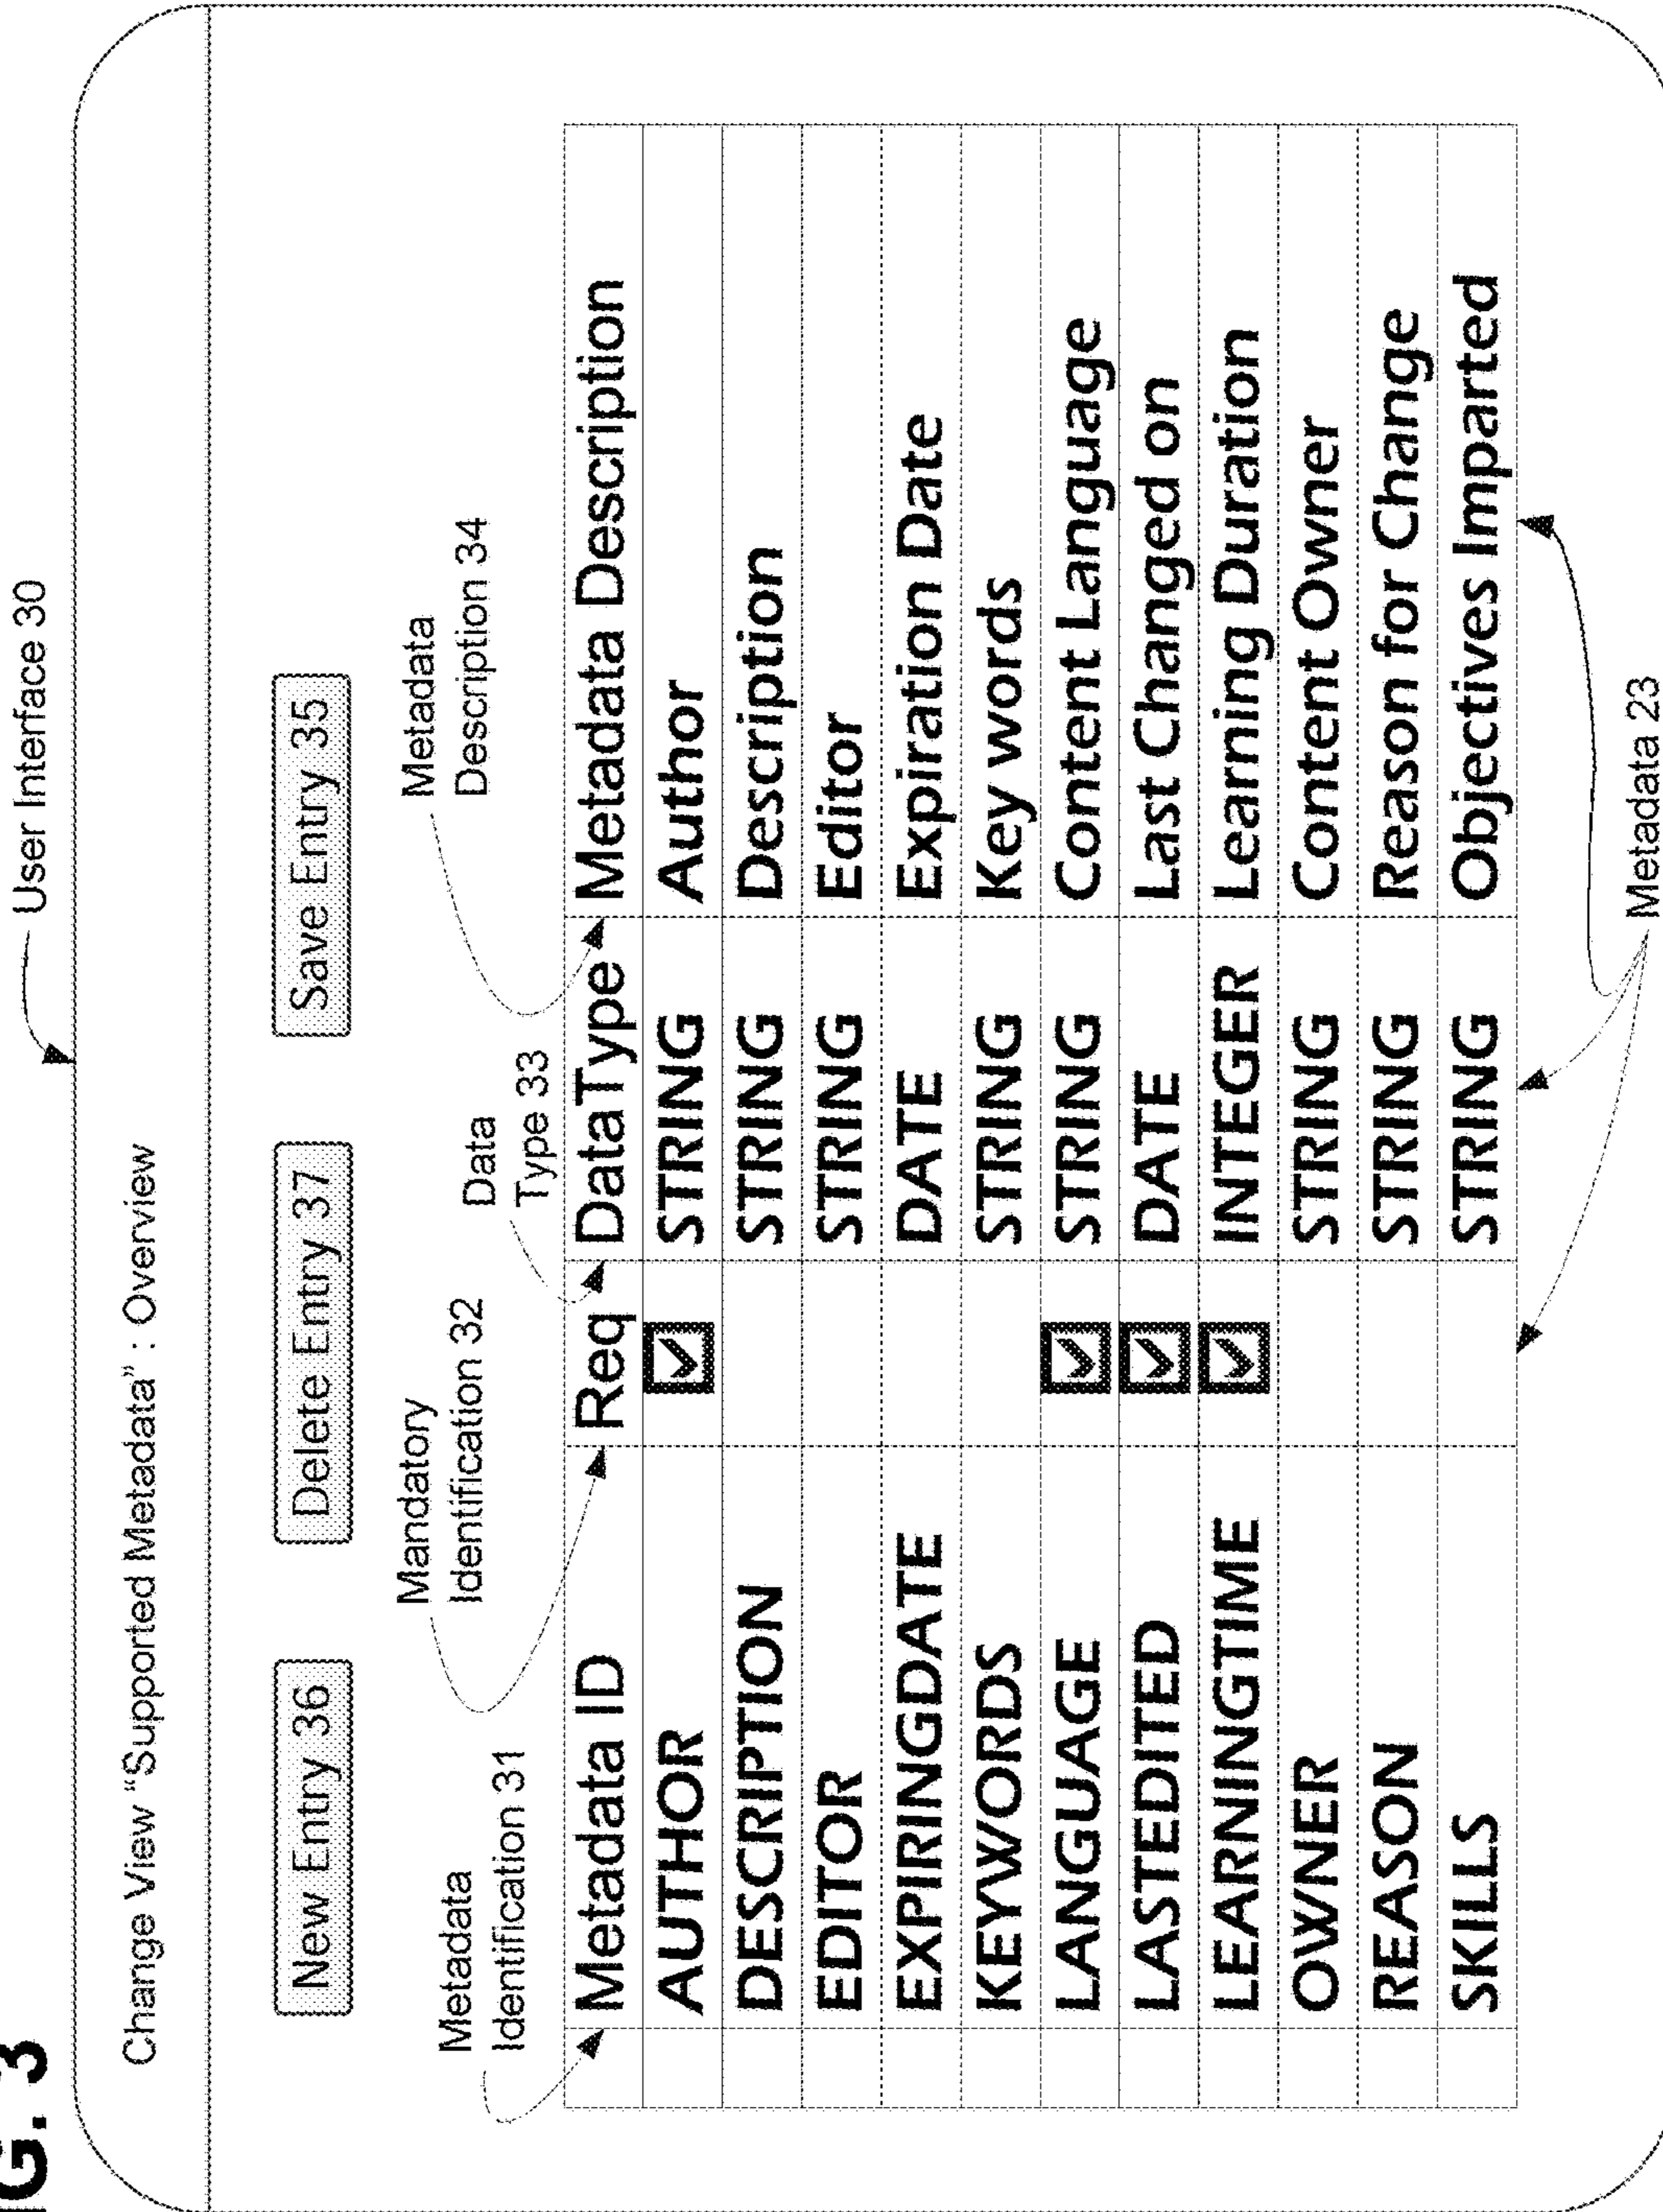 G. 3
User Interface 30
Change View "Supported Metadata" : Overview
New Entry 36 Delete Entry 37 Save Entry 35
Metadata
Identification 31
Mandatory
Identification 32
Data
Type 33
Metadata
Description 34
Metadata ID Req DataType Metadata Description
AUTHOR STRING Author
DESCRIPTION STRING Description
EDITOR STRING Editor
EXPIRINGDATE DATE Expiration Date
KEYWORDS STRING Key words
LANGUAGE STRING Content Language
LASTEDITED DATE Last Changed on
LEARNINGTIME INTEGER Learning Duration
OWNER STRING Content Owner
REASON STRING Reason for Change
SKILLS STRING Objectives Imparted
Metadata 23